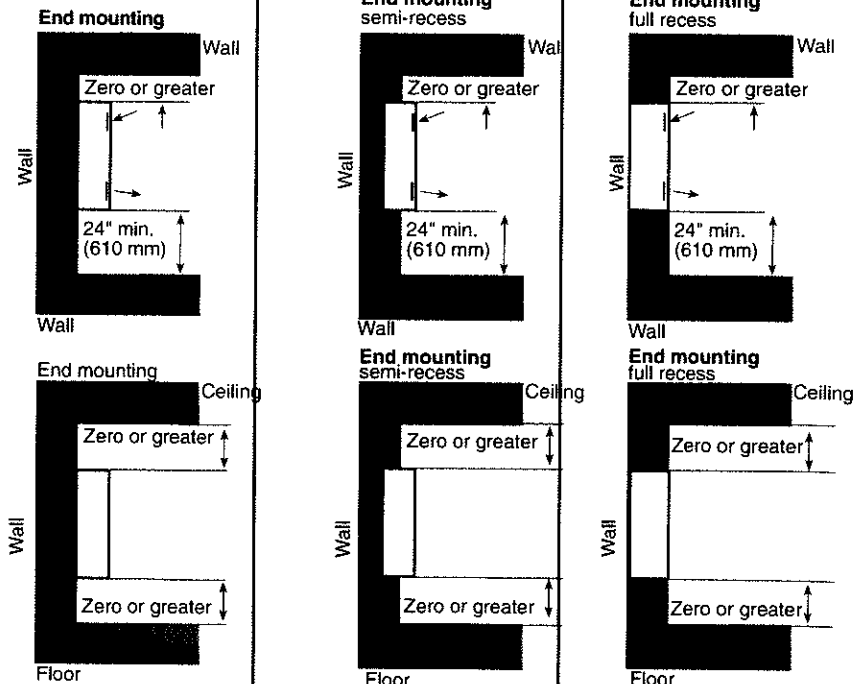 End mounting
Wall
Zero or greater
Wall
24" min.
(610 mm)
Wall
End mounting
semi-recess
Wal
Zero or greater
Wall
24" min.
(610 mm)
Wall
End mounting
full recess
Wall
Zero or greater
Wall
24" min.
(610 mm)
Wall
End mounting
Ceiling
Zero or greater
Wall
Zero or greater
Floor
End mounting
semi-recess
Ceiling
Zero or greater
Wall
Zero or greater
Floor
End mounting
full recess
Ceiling
Zero or greater
Wall
Zero or greater
Floor